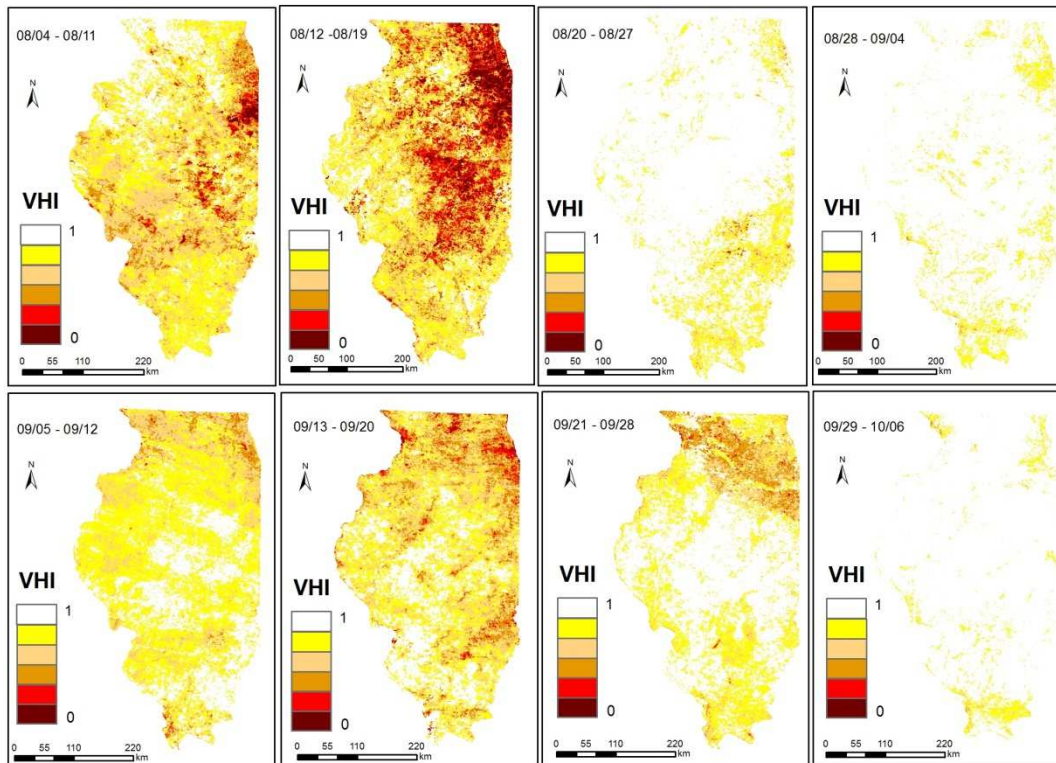 08/04 - 08/11
N
VHI
1
0
0 55 110 220
km
08/12 -08/19
N
VHI
1
0
0 50 100 200
km
08/20 - 08/27
N
VHI
1
0
0 50 100 200
km
08/28 - 09/04
N
VHI
1
0
0 50 100 200
km
09/05 - 09/12
N
VHI
1
0
0 55 110 220
km
09/13 - 09/20
N
VHI
1
0
0 55 110 220
km
09/21 - 09/28
N
VHI
1
0
0 55 110 220
km
09/29 - 10/06
N
VHI
1
0
0 55 110 220
km